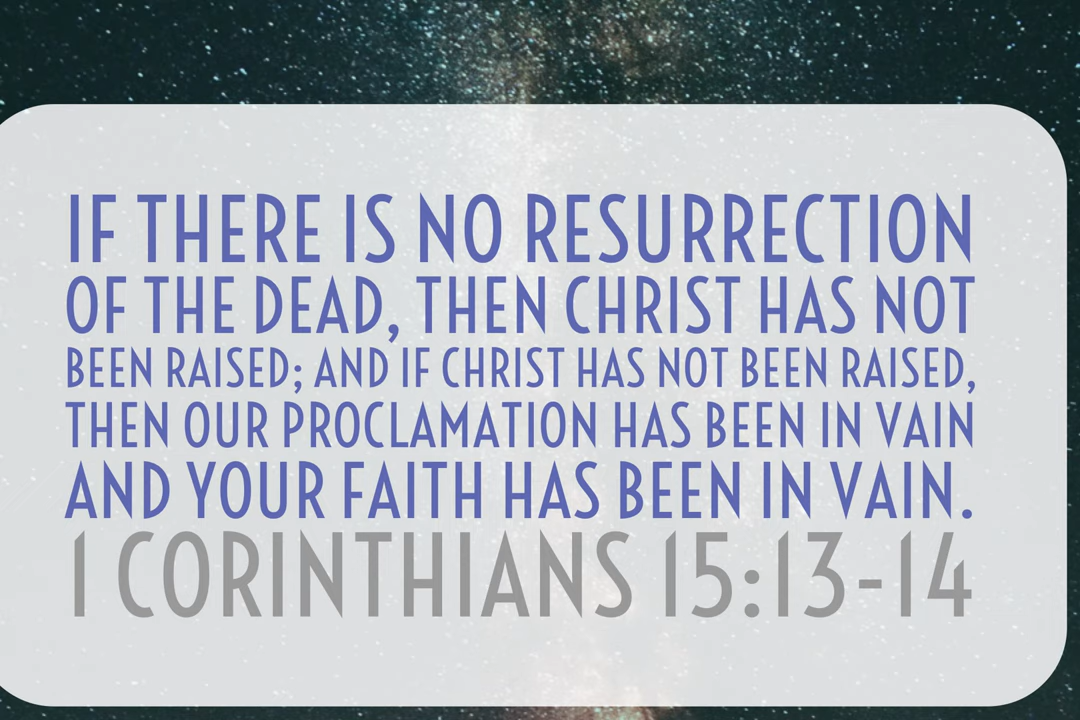 IF THERE IS NO RESURRECTION
OF THE DEAD, THEN CHRIST HAS NOT
BEEN RAISED; AND IF CHRIST HAS NOT BEEN RAISED,
THEN OUR PROCLAMATION HAS BEEN IN VAIN
AND YOUR FAITH HAS BEEN IN VAIN.
1 CORINTHIANS 15:13-14